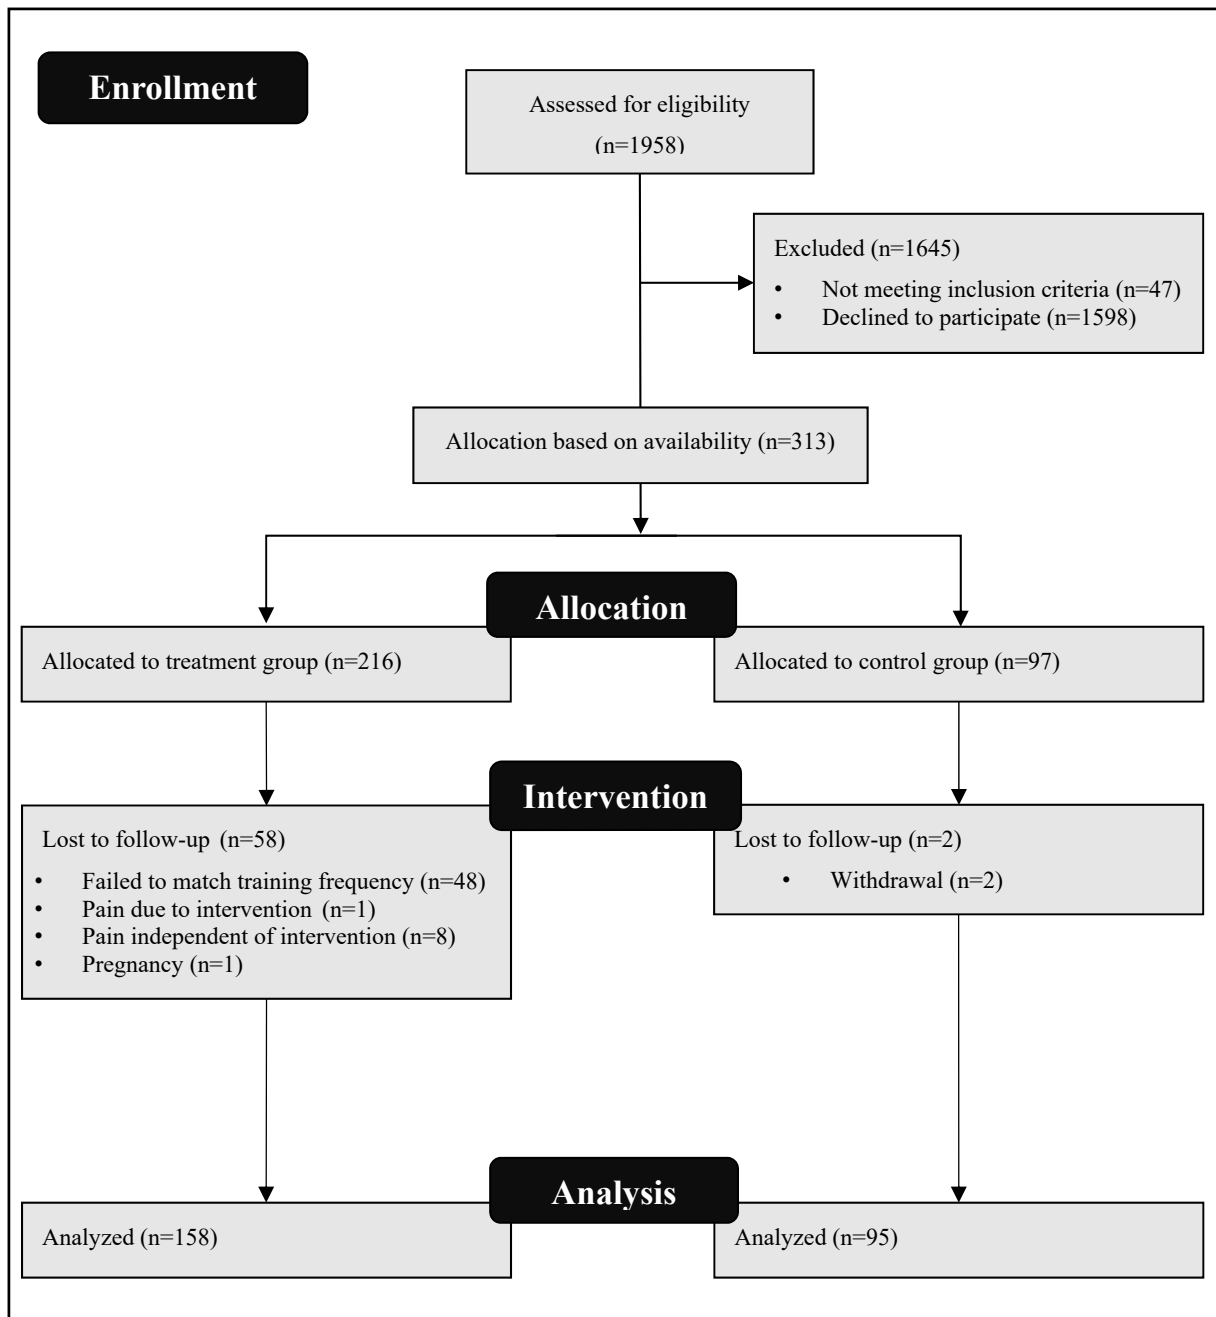 Enrollment
Assessed for eligibility
(n=1958)
Excluded (n=1645)
• Not meeting inclusion criteria (n=47)
• Declined to participate (n=1598)
Allocation based on availability (n=313)
Allocation
Allocated to treatment group (n=216)
Allocated to control group (n=97)
Intervention
Lost to follow-up (n=58)
• Failed to match training frequency (n=48)
• Pain due to intervention (n=1)
• Pain independent of intervention (n=8)
• Pregnancy (n=1)
Lost to follow-up (n=2)
• Withdrawal (n=2)
Analysis
Analyzed (n=158)
Analyzed (n=95)